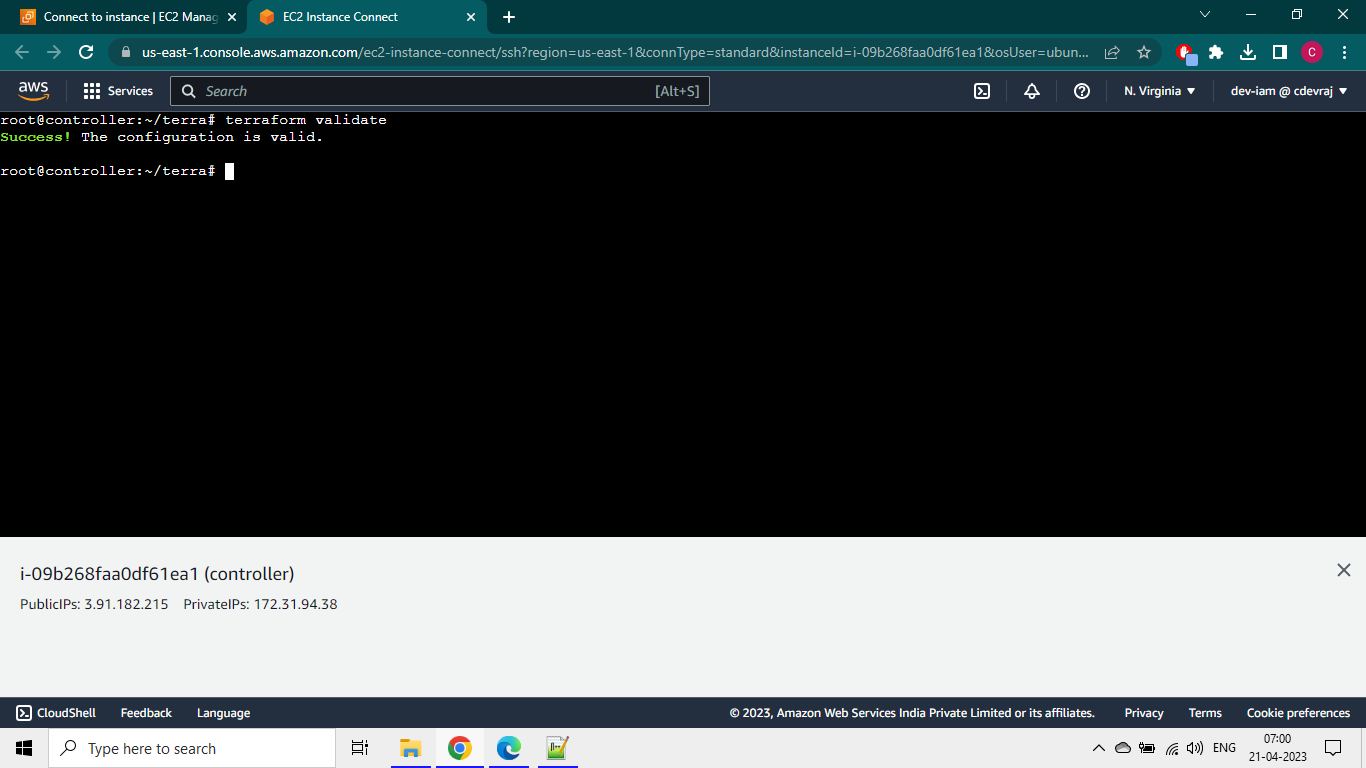 Connect to instance | EC2 Manag
EC2 Instance Connect
us-east-1.console.aws.amazon.com/ec2-instance-connect/ssh?region=us-east-1&connType=standard&instanceId=i-09b268faa0df61ea1&osUser=ubun...
C
aws
Services
Search
[Alt+S]
N. Virginia
dev-iam @ cdevraj
root@controller:~/terra# terraform validate
Success! The configuration is valid.
root@controller:~/terra#
i-09b268faa0df61ea1 (controller)
PublicIPs: 3.91.182.215 PrivateIPs: 172.31.94.38
CloudShell
Feedback
Language
© 2023, Amazon Web Services India Private Limited or its affiliates.
Privacy
Terms
Cookie preferences
Type here to search
ENG
07:00
21-04-2023